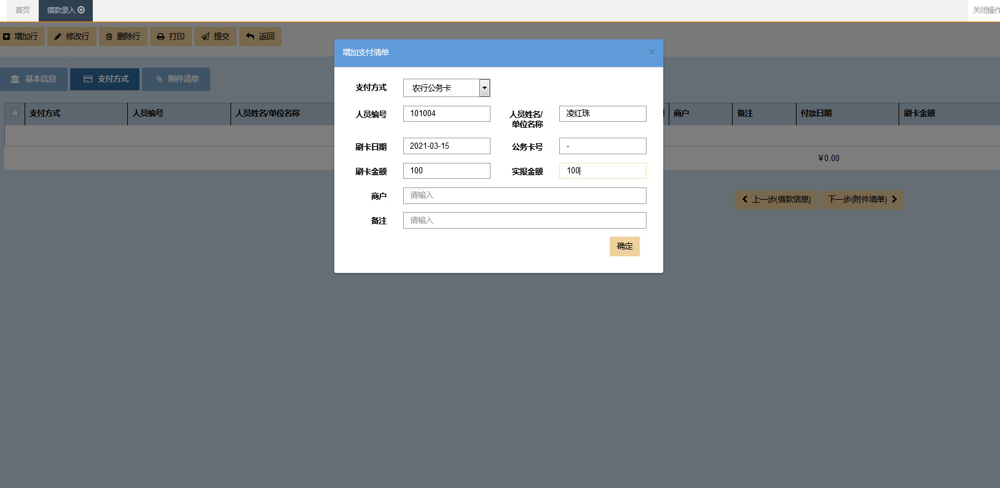 首页
借款录入
关闭操作
增加行
修改行
删除行
打印
提交
返回
基本信息
支付方式
附件清单
支付方式
人员编号
人员姓名/单位名称
商户
备注
付款日期
刷卡金额
¥0.00
上一步(借款信息)
下一步(附件清单)
增加支付清单
×
支付方式
农行公务卡
人员编号
101004
人员姓名/
单位名称
凌红珠
刷卡日期
2021-03-15
公务卡号
-
刷卡金额
100
实报金额
100
商户
请输入
备注
请输入
确定